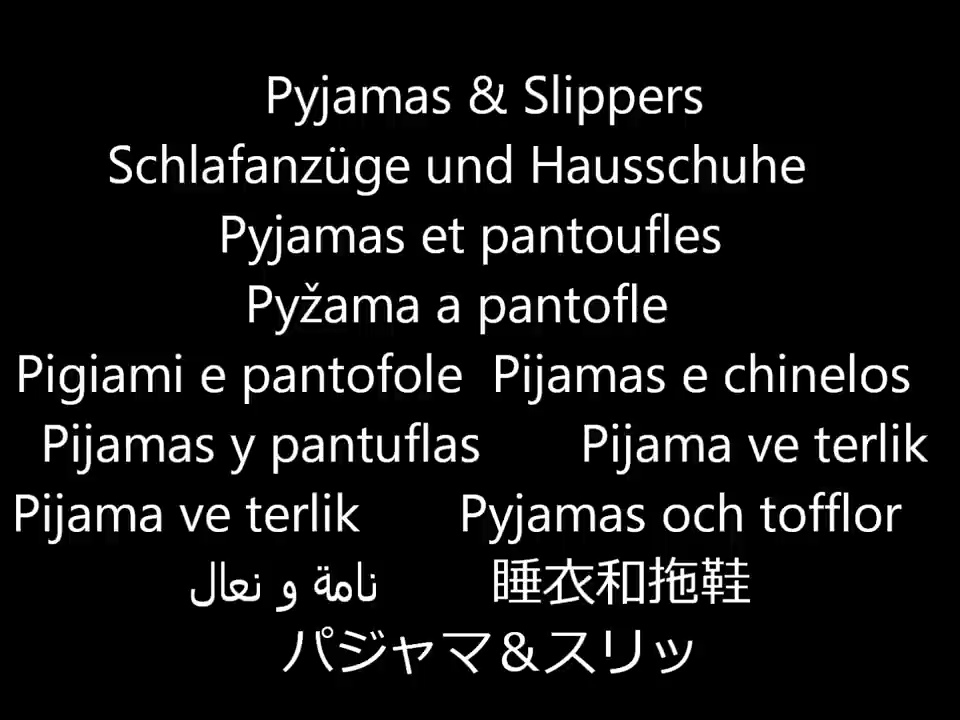 Pyjamas & Slippers
Schlafanzüge und Hausschuhe
Pyjamas et pantoufles
Pyžama a pantofle
Pigiami e pantofole Pijamas e chinelos
Pijamas y pantuflas Pijama ve terlik
Pijama ve terlik Pyjamas och tofflor
نامة و نعال 睡衣和拖鞋
パジャマ&スリッ